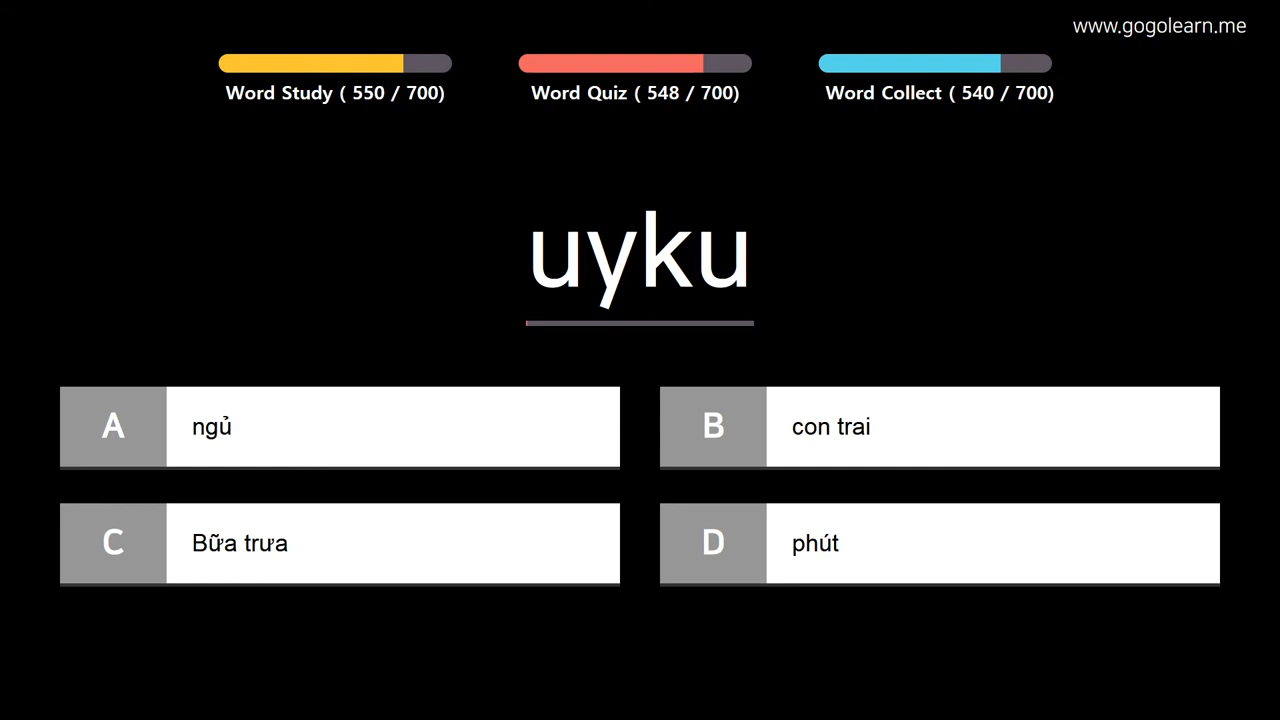 www.gogolearn.me
Word Study ( 550 / 700)
Word Quiz ( 548 / 700)
Word Collect ( 540 / 700)
uyku
A ngủ
B con trai
C Bữa trưa
D phút